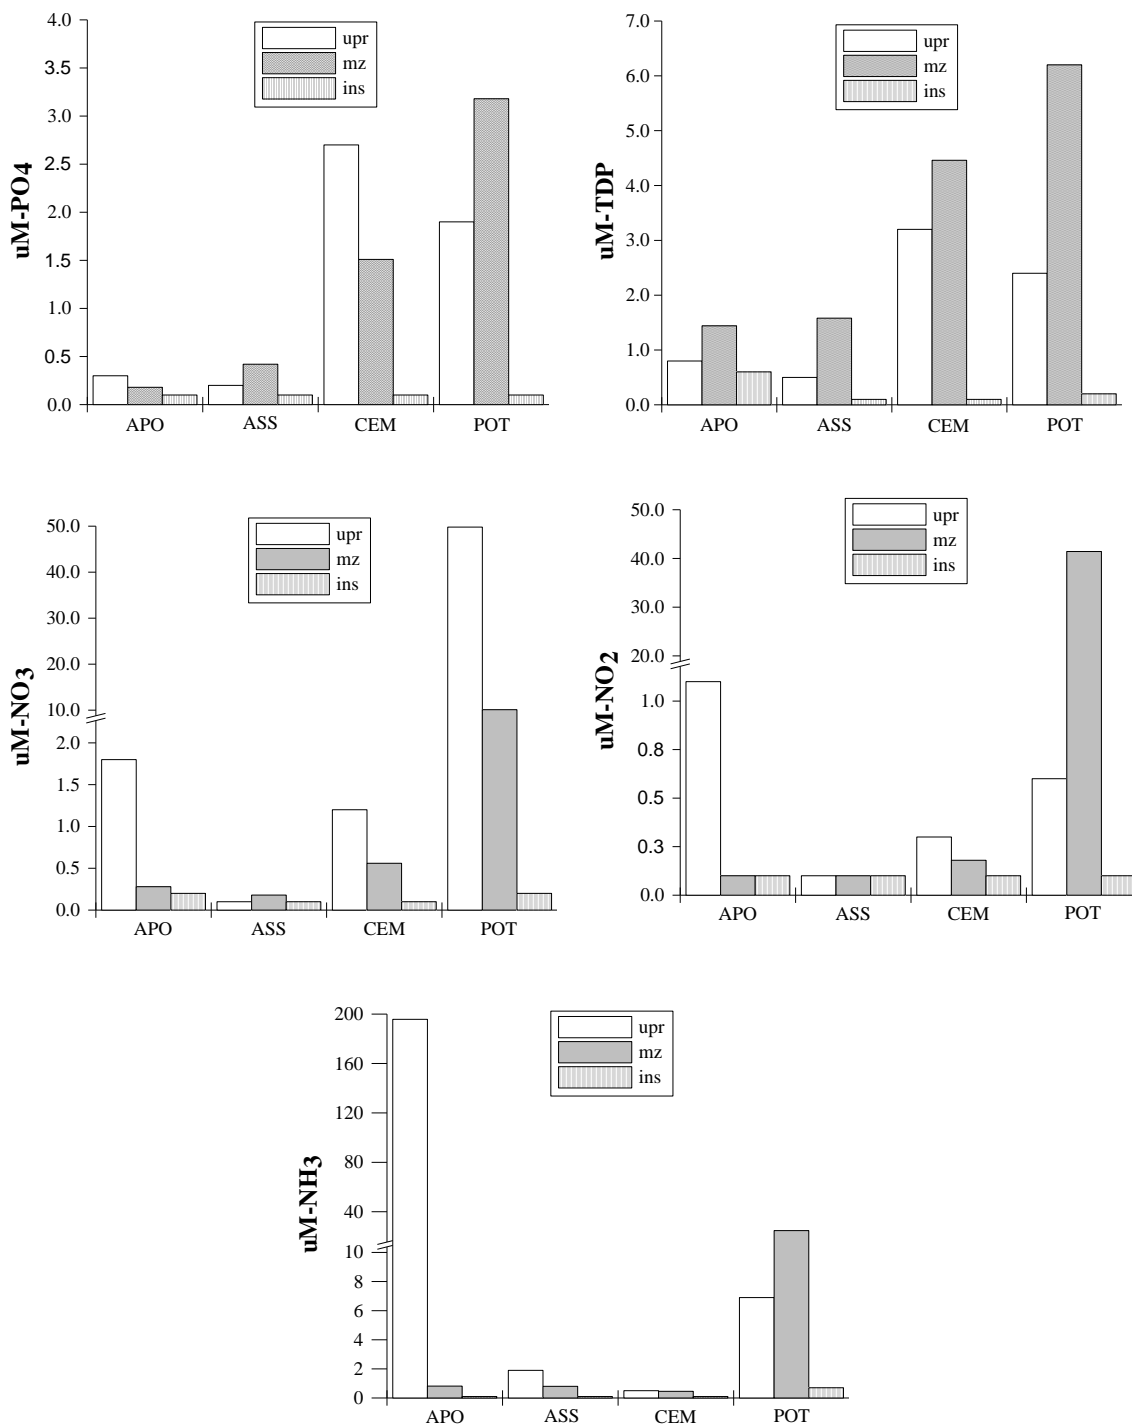 uM-PO4
4.0
3.5
3.0
2.5
2.0
1.5
1.0
0.5
0.0
upr
mz
ins
APO ASS CEM POT
uM-TDP
7.0
6.0
5.0
4.0
3.0
2.0
1.0
0.0
upr
mz
ins
APO ASS CEM POT
uM-NO3
50.0
40.0
30.0
20.0
10.0
2.0
1.5
1.0
0.5
0.0
upr
mz
ins
APO ASS CEM POT
uM-NO2
50.0
40.0
30.0
20.0
1.0
0.8
0.5
0.3
0.0
upr
mz
ins
APO ASS CEM POT
uM-NH3
200
160
120
80
40
10
8
6
4
2
0
upr
mz
ins
APO ASS CEM POT